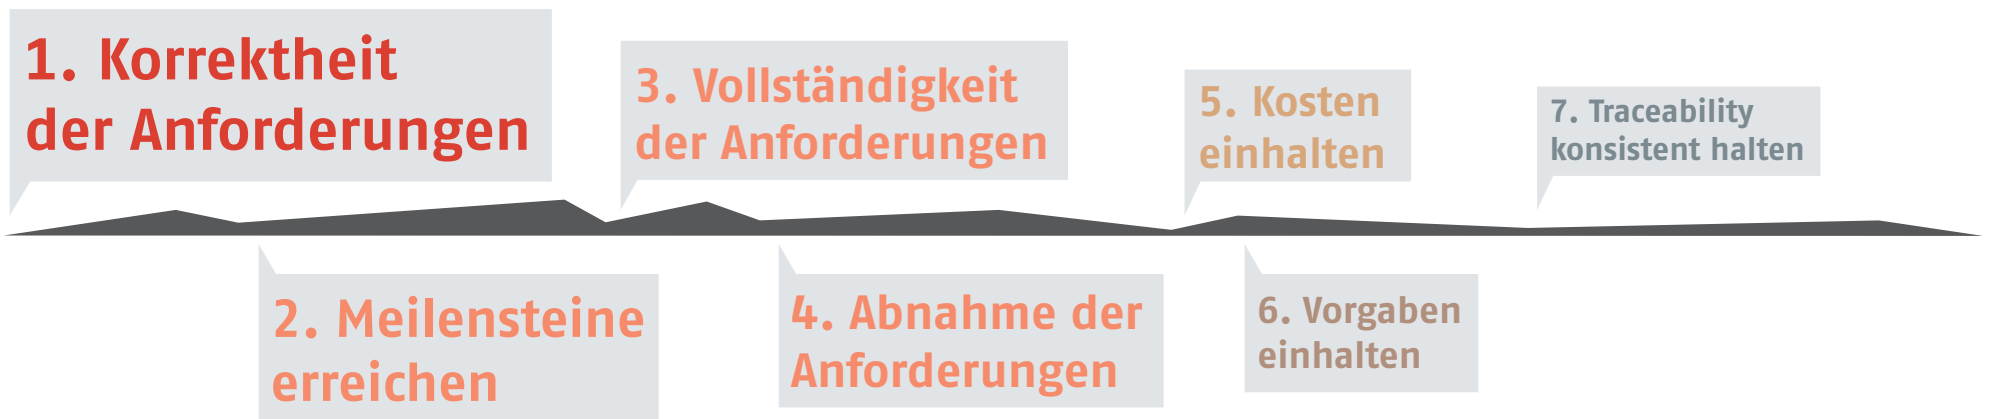 1. Korrektheit
der Anforderungen
2. Meilensteine
erreichen
3. Vollständigkeit
der Anforderungen
4. Abnahme der
Anforderungen
5. Kosten
einhalten
6. Vorgaben
einhalten
7. Traceability
konsistent halten